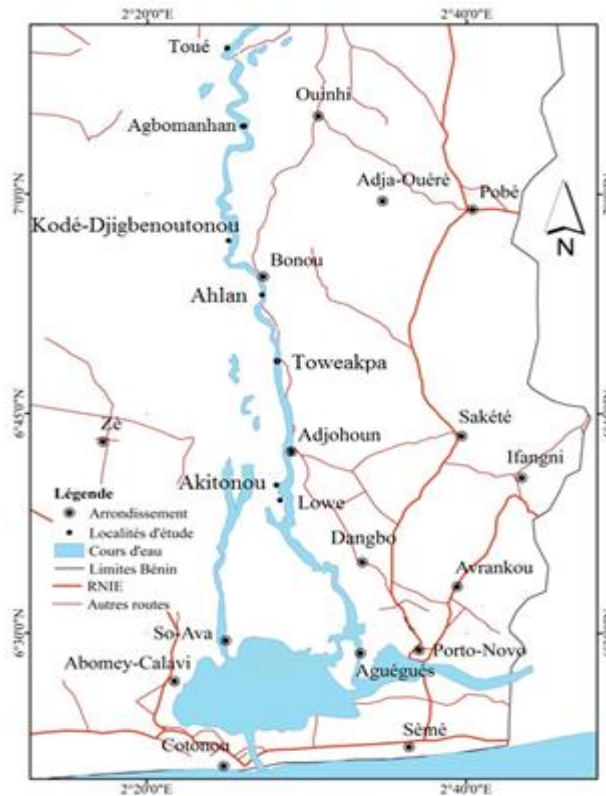 2°20'0"E 2°40'0"E
Toué
Ouinhi
Agbomanhan
Adja-Ouèrè
Pobè
7°0'0"N
Kodé-Djigbenoutonou
N
Bonou
Ahlan
Toweakpa
6°45'0"N
Zè
Sakété
Adjohoun
Ifangni
Akitonou
Légende
Lowe
Arrondissement
Localités d'étude
Dangbo
Cours d'eau
Limites Bénin
Avrankou
RNIE
Autres routes
6°30'0"N
So-Ava
Porto-Novo
Abomey-Calavi
Aguégués
Sèmè
Cotonou
2°20'0"E 2°40'0"E